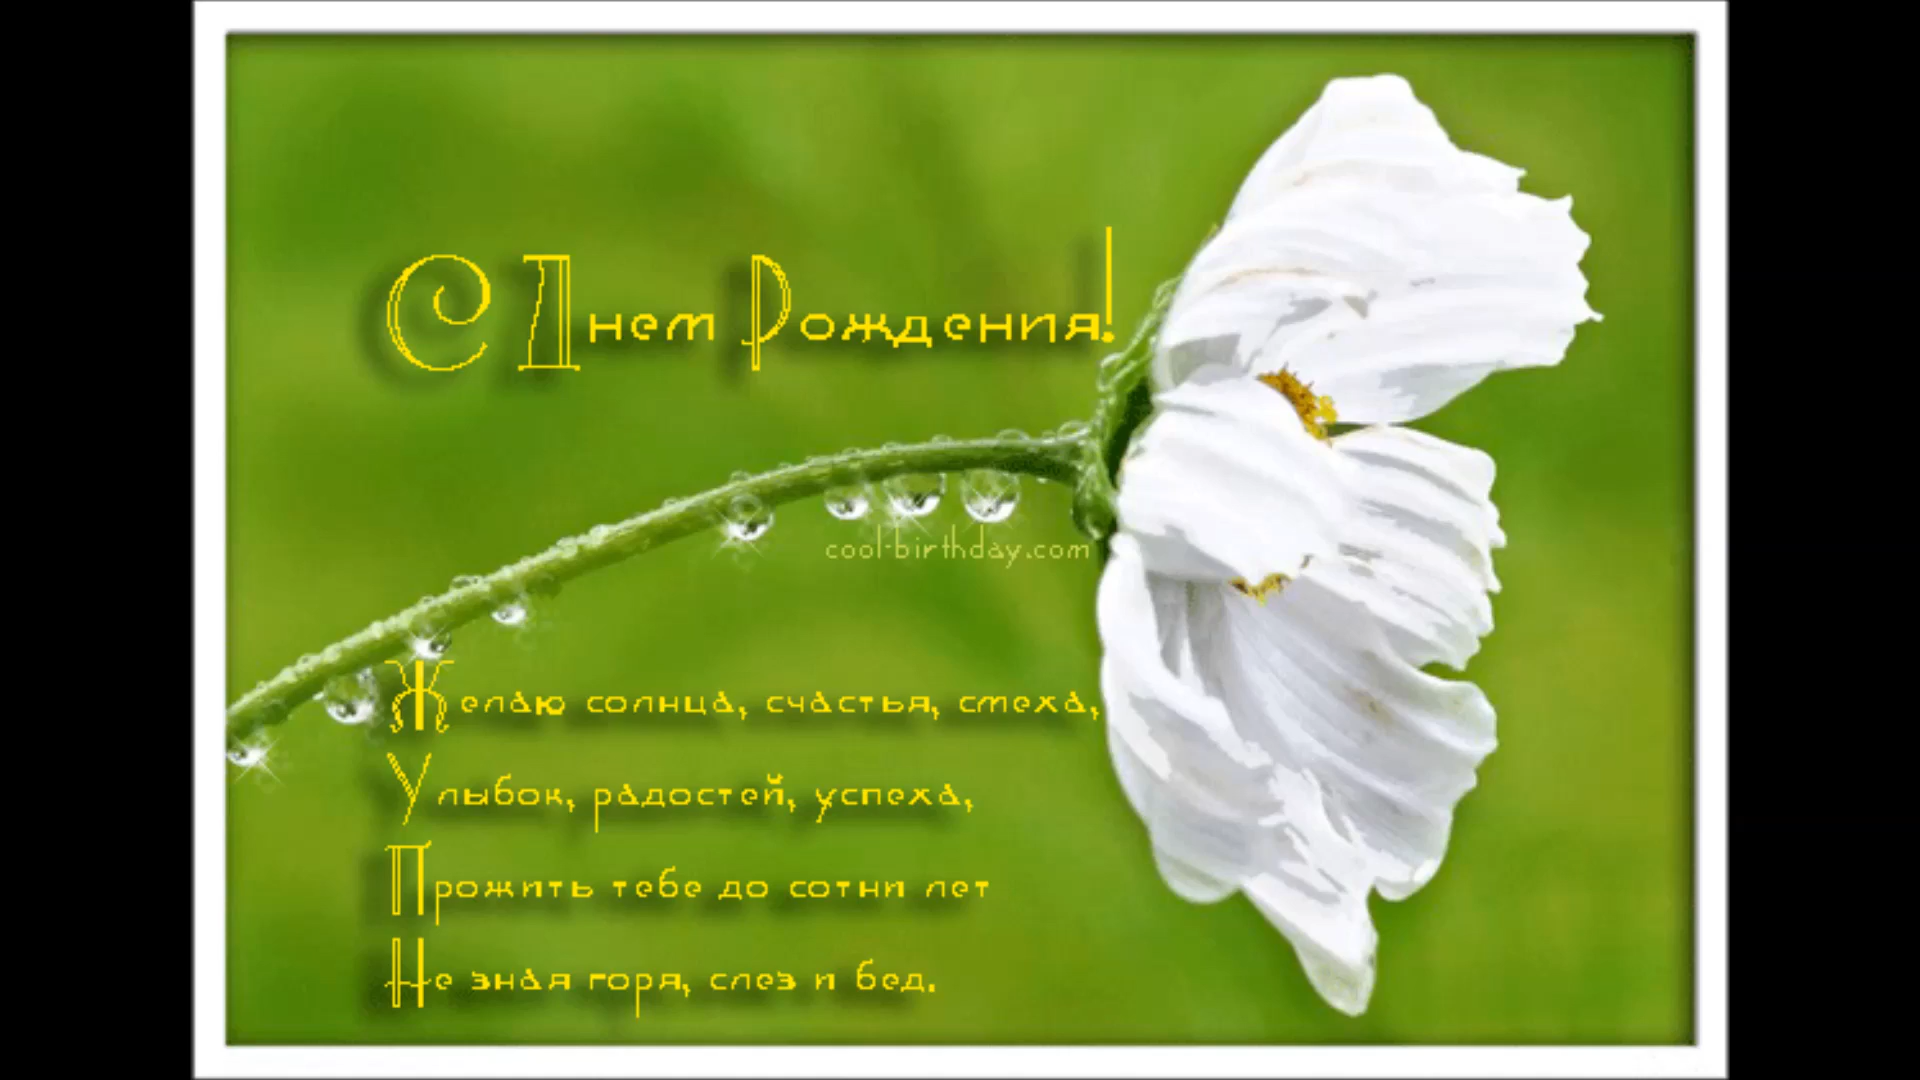 С Днем Рождения!
cool-birthday.com
Желаю солнца, счастья, смеха,
Улыбок, радостей, успеха,
Прожить тебе до сотни лет
Не зная горя, слез и бед.